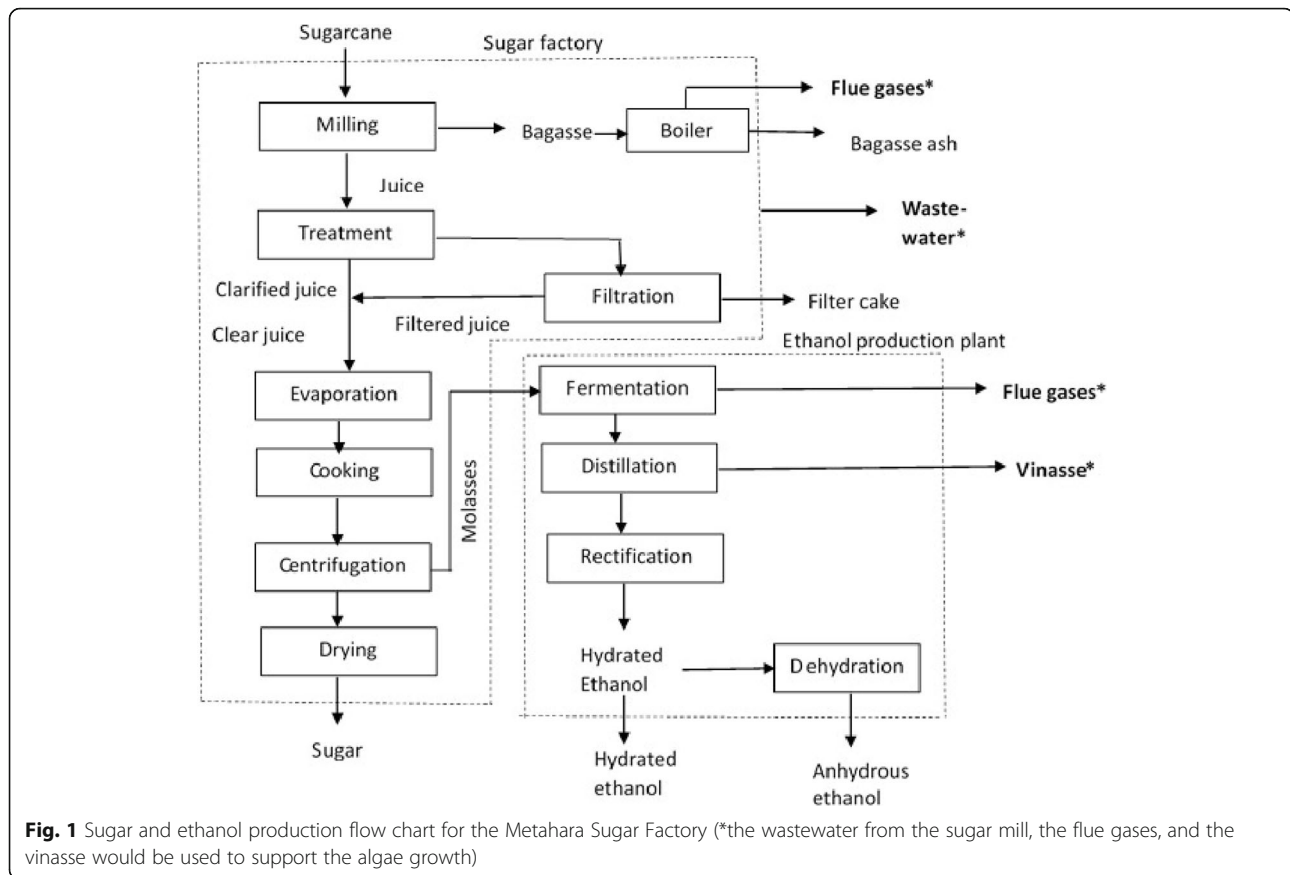 Sugarcane
Sugar factory
Flue gases*
Milling
Bagasse
Boiler
Bagasse ash
Juice
Waste-
water*
Treatment
Clarified juice
Filtration
Filter cake
Filtered juice
Clear juice
Ethanol production plant
Evaporation
Fermentation
Flue gases*
Cooking
Distillation
Vinasse*
Molasses
Centrifugation
Rectification
Drying
Hydrated
Ethanol
Dehydration
Sugar
Hydrated
ethanol
Anhydrous
ethanol
Fig. 1 Sugar and ethanol production flow chart for the Metahara Sugar Factory (*the wastewater from the sugar mill, the flue gases, and the
vinasse would be used to support the algae growth)